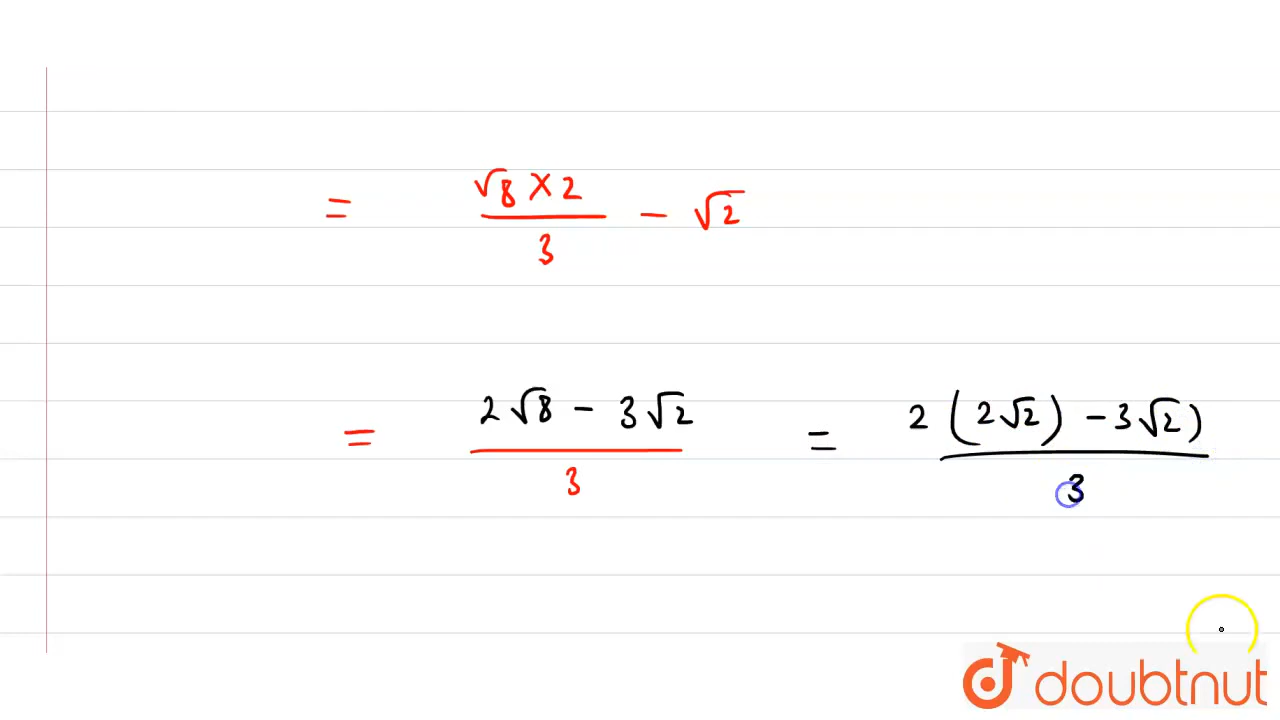 = √8 × 2 / 3 − √2
= 2√8 − 3√2 / 3 = 2(2√2) − 3√2) / 3
doubtnut